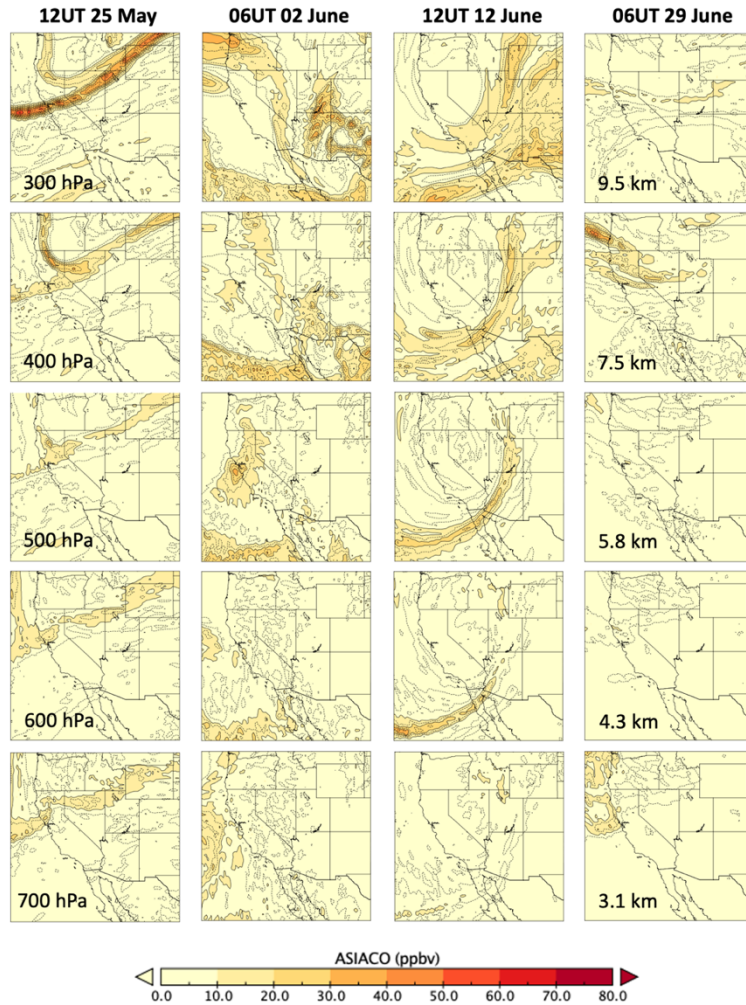 12UT 25 May 06UT 02 June 12UT 12 June 06UT 29 June
300 hPa 9.5 km
400 hPa 7.5 km
500 hPa 5.8 km
600 hPa 4.3 km
700 hPa 3.1 km
ASIACO (ppbv)
0.0 10.0 20.0 30.0 40.0 50.0 60.0 70.0 80.0